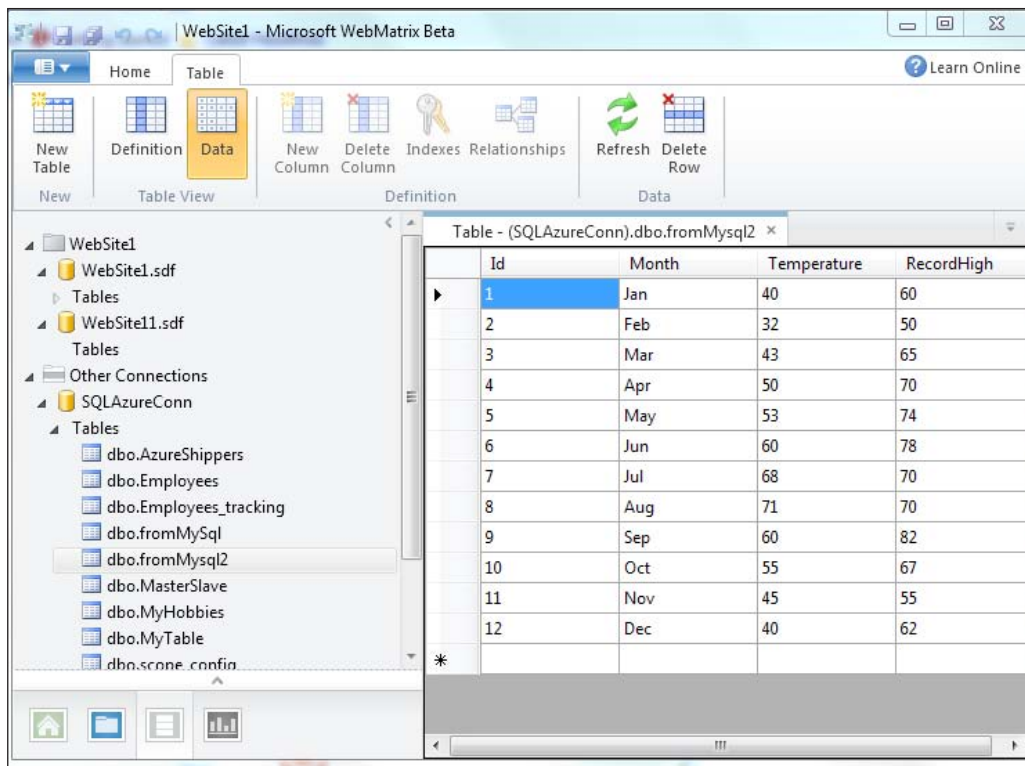 WebSite1 - Microsoft WebMatrix Beta
Home Table Learn Online
New Table Definition Data New Column Delete Column Indexes Relationships Refresh Delete Row
New Table View Definition Data
WebSite1
WebSite1.sdf
Tables
WebSite11.sdf
Tables
Other Connections
SQLAzureConn
Tables
dbo.AzureShippers
dbo.Employees
dbo.Employees_tracking
dbo.fromMySql
dbo.fromMysql2
dbo.MasterSlave
dbo.MyHobbies
dbo.MyTable
dbo.scope_config
Table - (SQLAzureConn).dbo.fromMysql2
Id Month Temperature RecordHigh
1 Jan 40 60
2 Feb 32 50
3 Mar 43 65
4 Apr 50 70
5 May 53 74
6 Jun 60 78
7 Jul 68 70
8 Aug 71 70
9 Sep 60 82
10 Oct 55 67
11 Nov 45 55
12 Dec 40 62